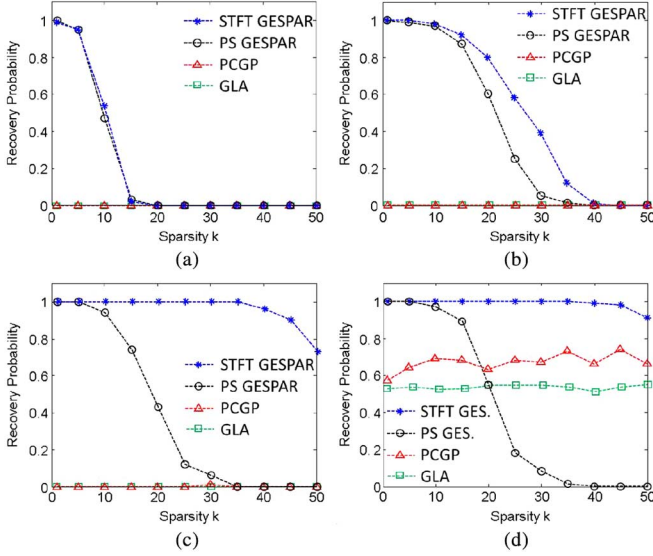 STFT GESPAR
PS GESPAR
PCGP
GLA
Recovery Probability
1
0.8
0.6
0.4
0.2
0
0 10 20 30 40 50
Sparsity k
(a)
STFT GESPAR
PS GESPAR
PCGP
GLA
Recovery Probability
1
0.8
0.6
0.4
0.2
0
0 10 20 30 40 50
Sparsity k
(b)
Recovery Probability
1
0.8
0.6
0.4
0.2
0
STFT GESPAR
PS GESPAR
PCGP
GLA
0 10 20 30 40 50
Sparsity k
(c)
Recovery Probability
1
0.8
0.6
0.4
0.2
0
STFT GES.
PS GES.
PCGP
GLA
0 10 20 30 40 50
Sparsity k
(d)